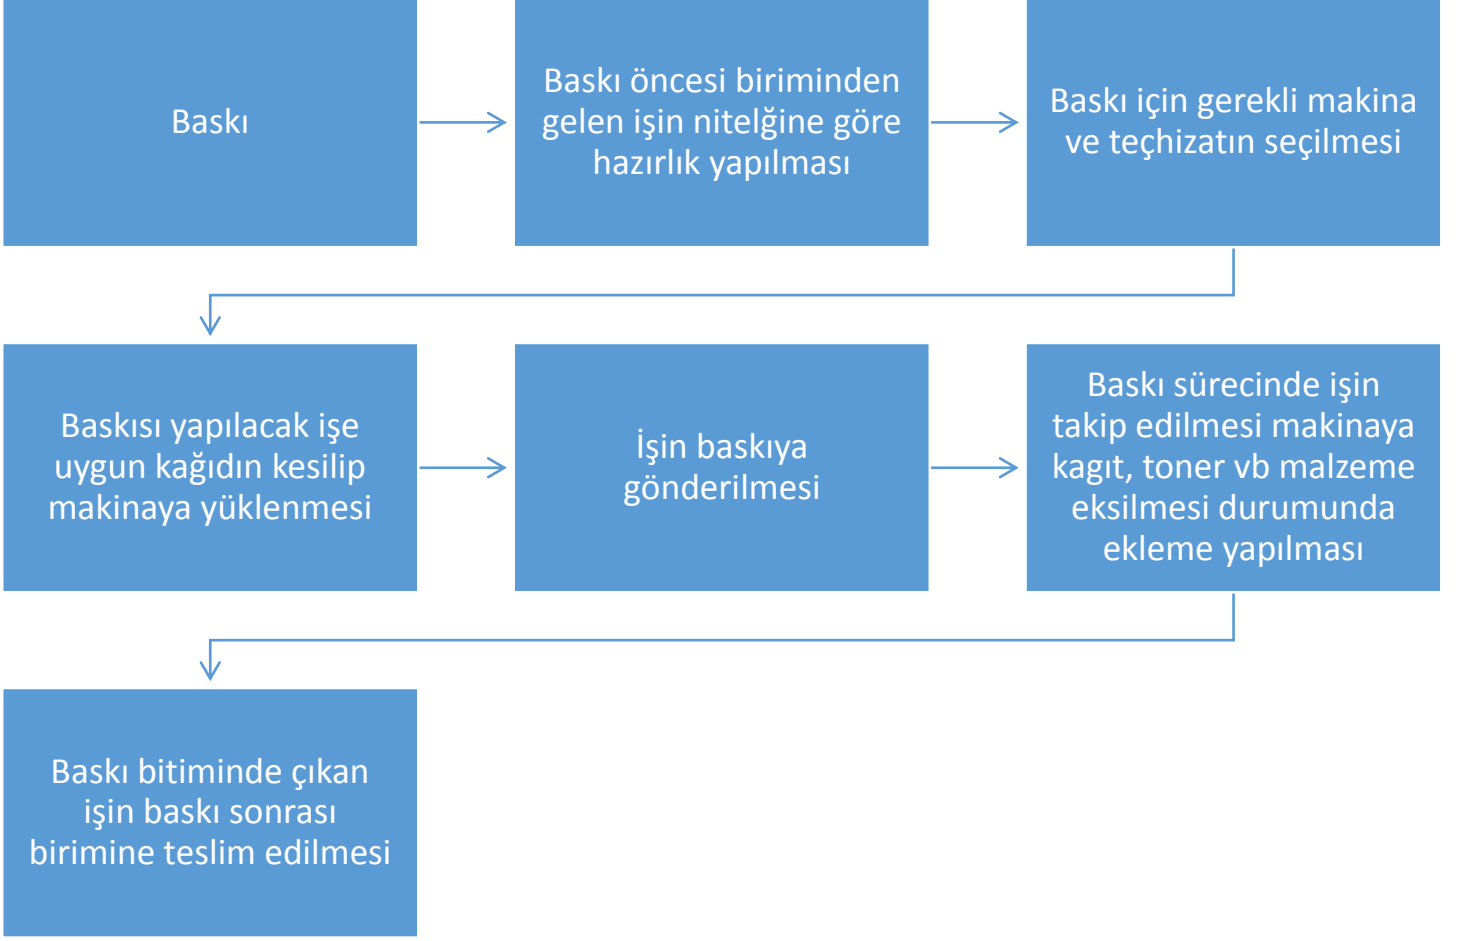 Baskı
Baskı öncesi biriminden
gelen işin nitelğine göre
hazırlık yapılması
Baskı için gerekli makina
ve teçhizatın seçilmesi
Baskısı yapılacak işe
uygun kağıdın kesilip
makinaya yüklenmesi
İşin baskıya
gönderilmesi
Baskı sürecinde işin
takip edilmesi makinaya
kagıt, toner vb malzeme
eksilmesi durumunda
ekleme yapılması
Baskı bitiminde çıkan
işin baskı sonrası
birimine teslim edilmesi